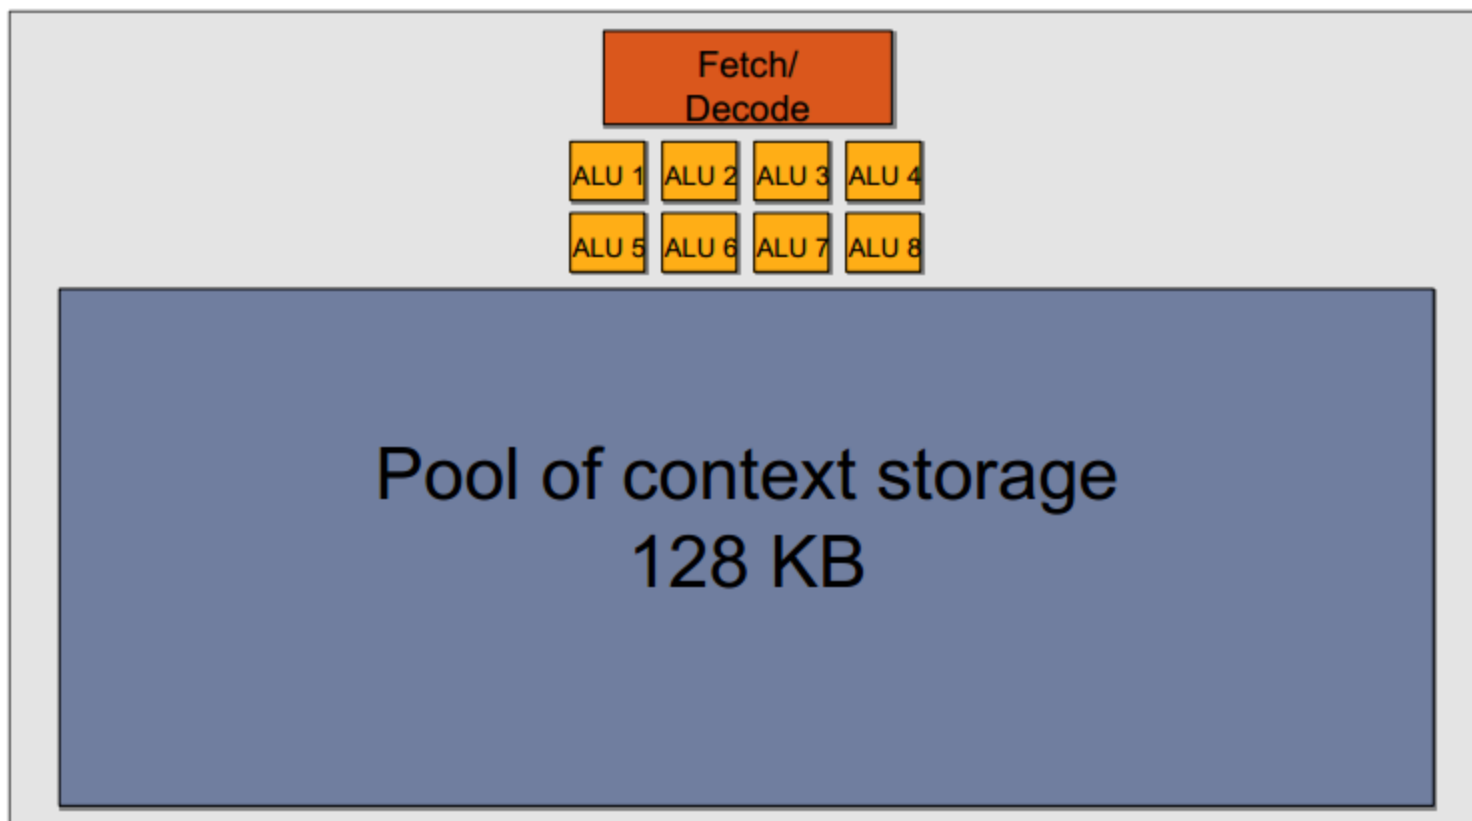 Fetch/
Decode
ALU 1 ALU 2 ALU 3 ALU 4
ALU 5 ALU 6 ALU 7 ALU 8
Pool of context storage
128 KB